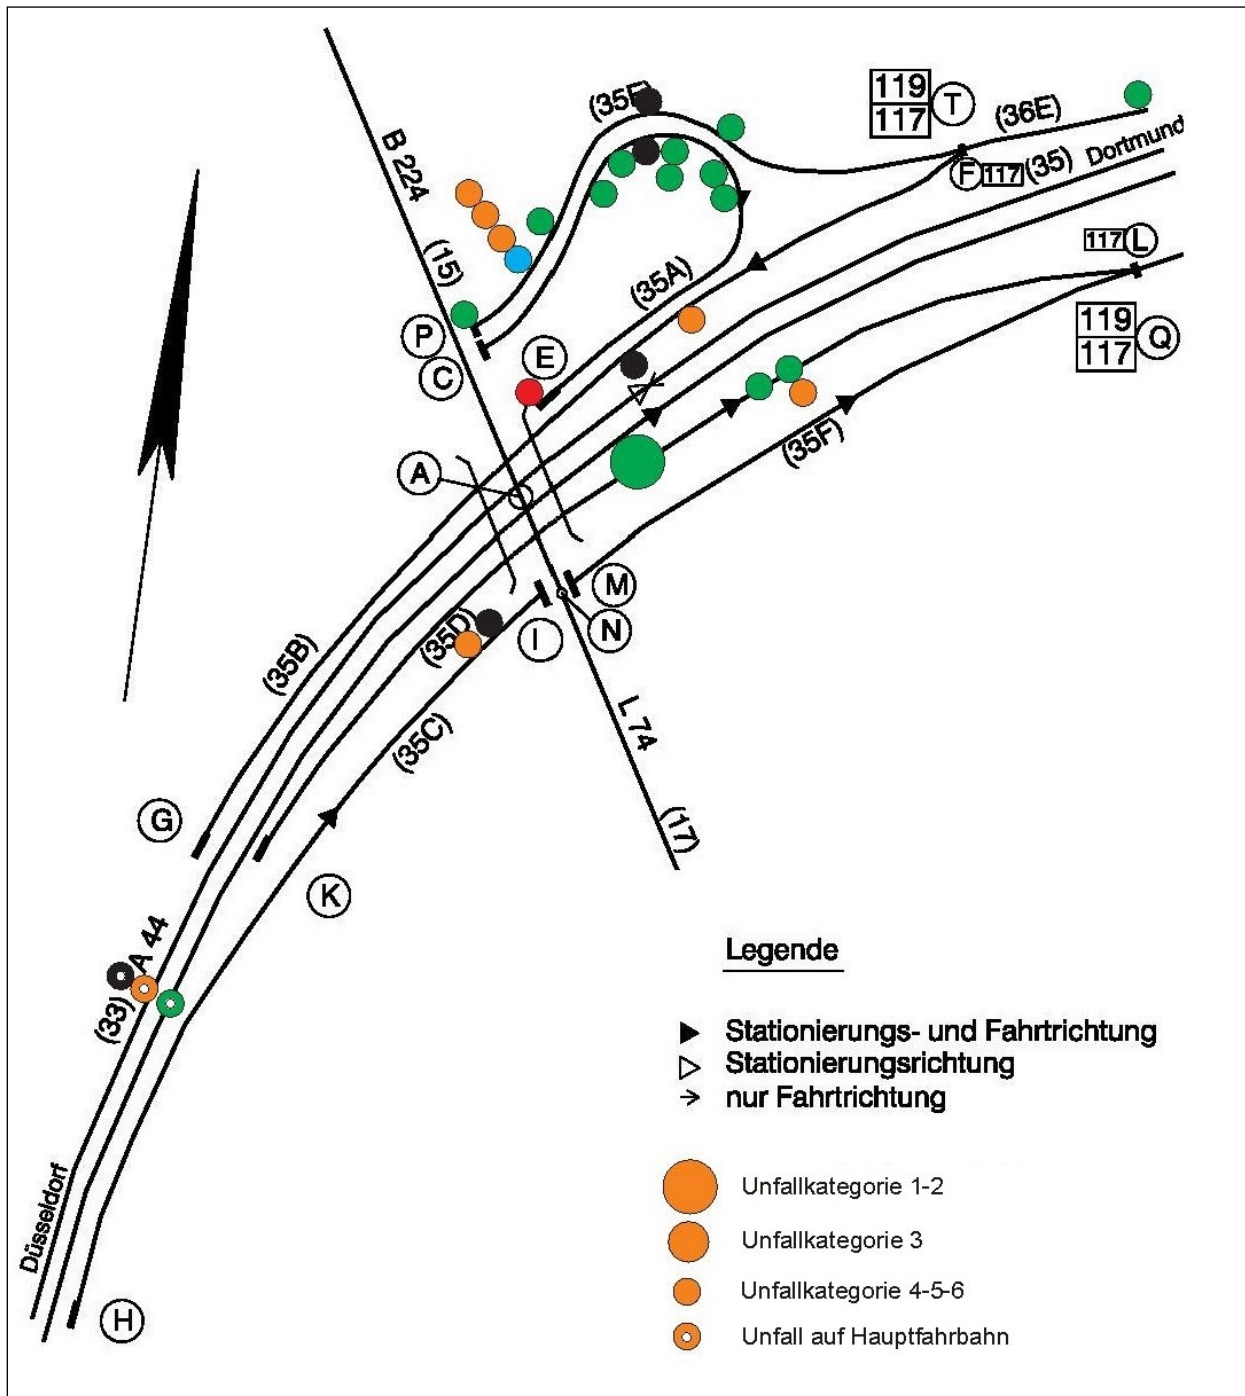 (35E)
119
117
T
(36E)
B 224
F
117
(35)
Dortmund
(15)
117
L
(35A)
119
117
Q
P
E
C
(35F)
A
M
N
I
(35D)
(35B)
L 74
(35C)
(17)
G
K
A 44
(33)
Düsseldorf
H
Legende
Stationierungs- und Fahrtrichtung
Stationierungsrichtung
nur Fahrtrichtung
Unfallkategorie 1-2
Unfallkategorie 3
Unfallkategorie 4-5-6
Unfall auf Hauptfahrbahn